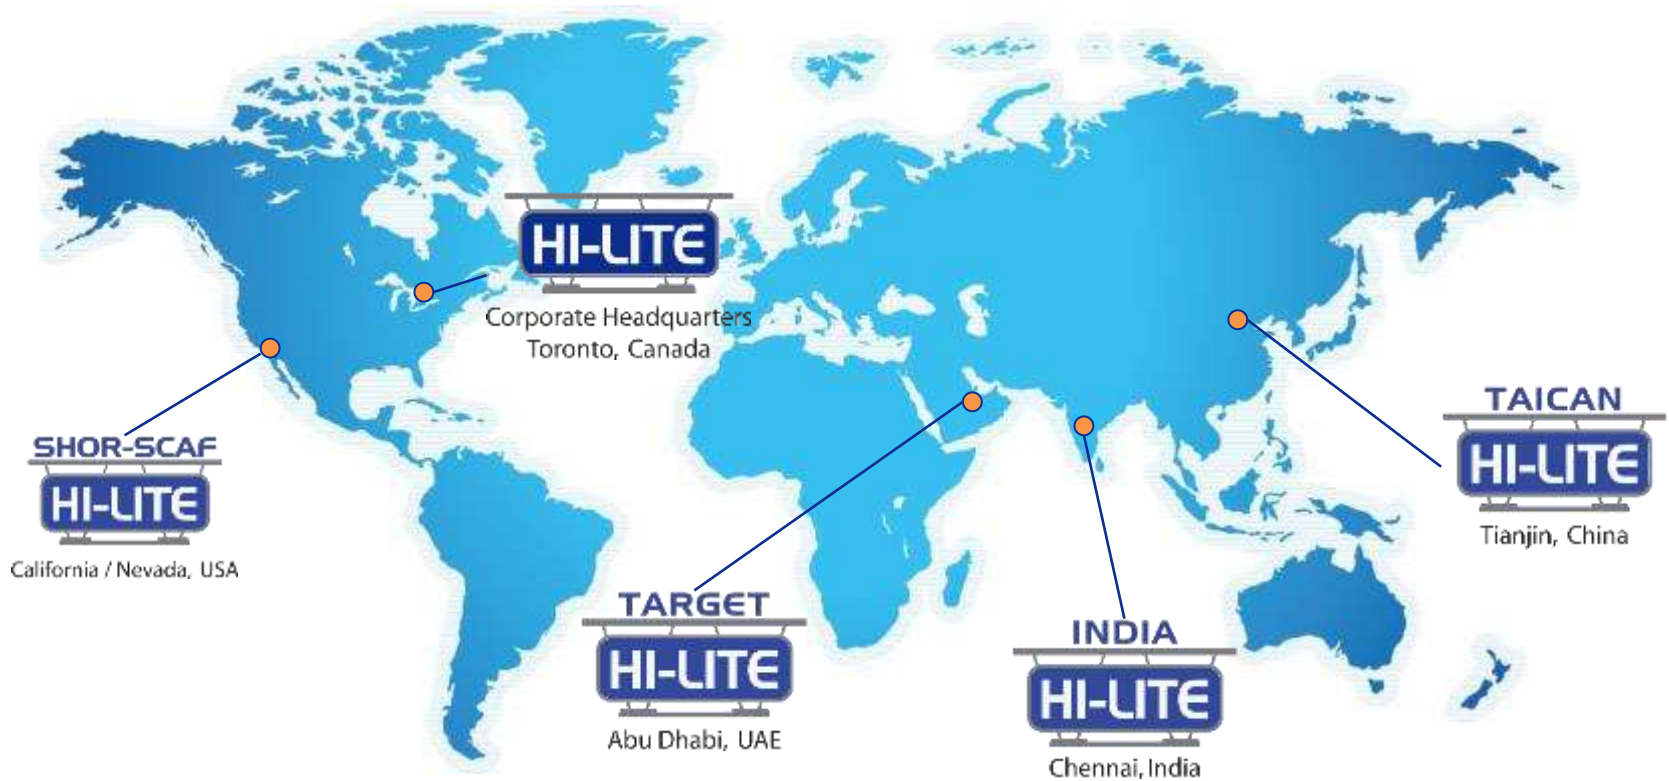 HI-LITE
Corporate Headquarters
Toronto, Canada
SHOR-SCAF
HI-LITE
California / Nevada, USA
TAICAN
HI-LITE
Tianjin, China
TARGET
HI-LITE
Abu Dhabi, UAE
INDIA
HI-LITE
Chennai, India